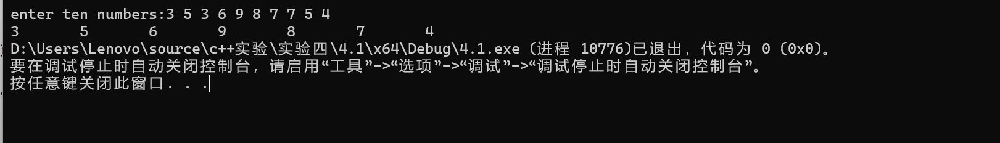 enter ten numbers:3 5 3 6 9 8 7 7 5 4
3       5       6       9       8       7       4
D:\Users\Lenovo\source\c++实验\实验四\4.1\x64\Debug\4.1.exe (进程 10776)已退出，代码为 0 (0x0)。
要在调试停止时自动关闭控制台，请启用“工具”->“选项”->“调试”->“调试停止时自动关闭控制台”。
按任意键关闭此窗口. . .